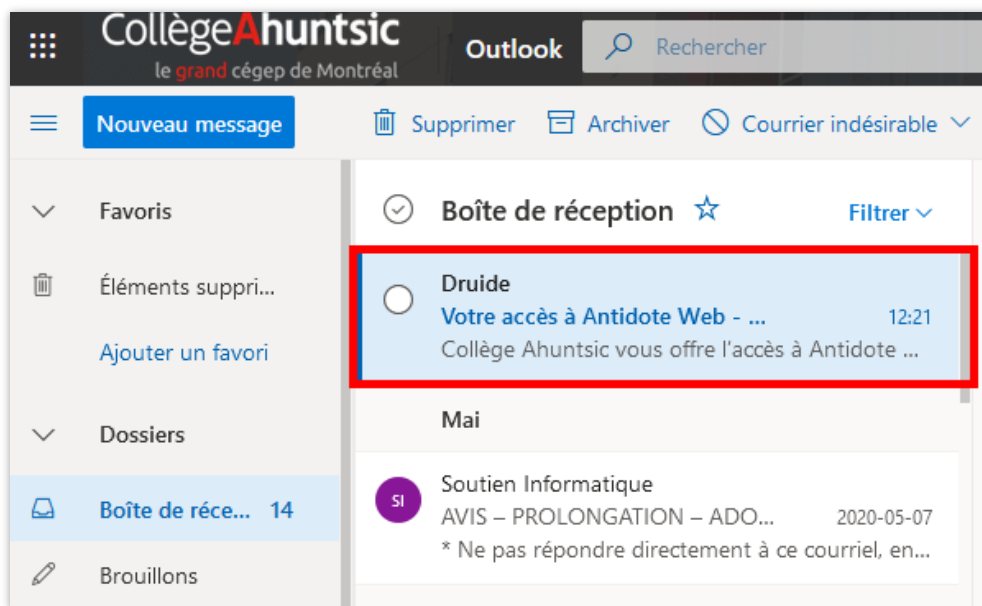 CollègeAhuntsic
le grand cégep de Montréal
Outlook
Rechercher
Nouveau message
Supprimer
Archiver
Courrier indésirable
Favoris
Éléments suppri...
Ajouter un favori
Dossiers
Boîte de réce... 14
Brouillons
Boîte de réception
Filtrer
Druide
Votre accès à Antidote Web - ... 12:21
Collège Ahuntsic vous offre l'accès à Antidote ...
Mai
SI
Soutien Informatique
AVIS – PROLONGATION – ADO... 2020-05-07
* Ne pas répondre directement à ce courriel, en...